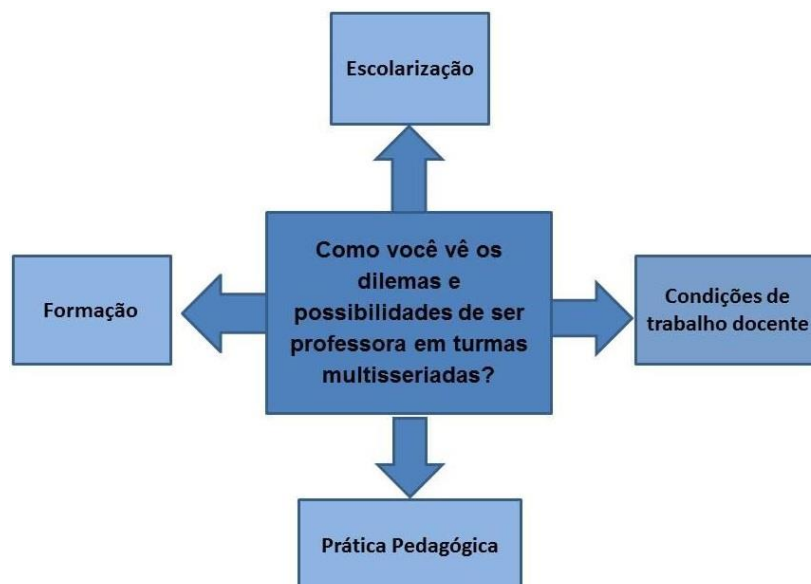 Escolarização
Formação
Como você vê os
dilemas e
possibilidades de ser
professora em turmas
multisseriadas?
Condições de
trabalho docente
Prática Pedagógica